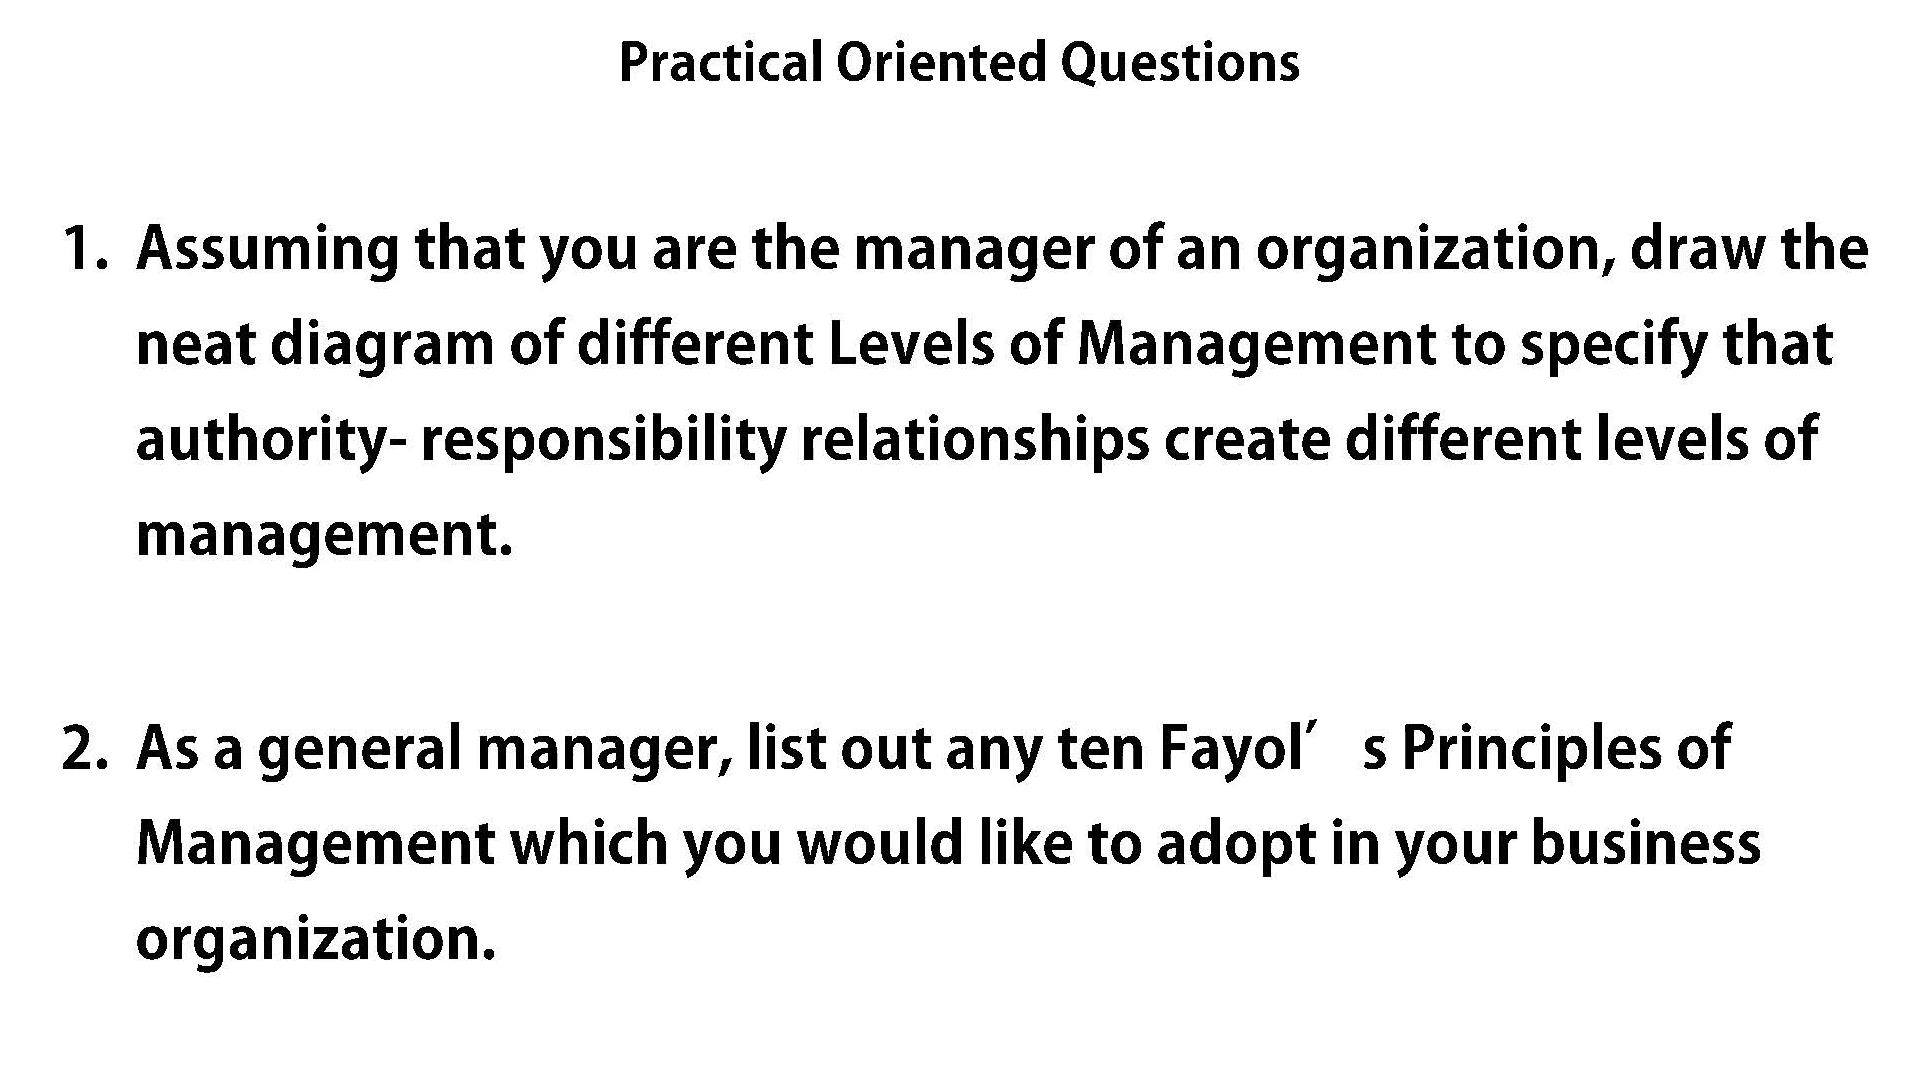 Practical Oriented Questions
1. Assuming that you are the manager of an organization, draw the
neat diagram of different Levels of Management to specify that
authority- responsibility relationships create different levels of
management.
2. As a general manager, list out any ten Fayol′ s Principles of
Management which you would like to adopt in your business
organization.